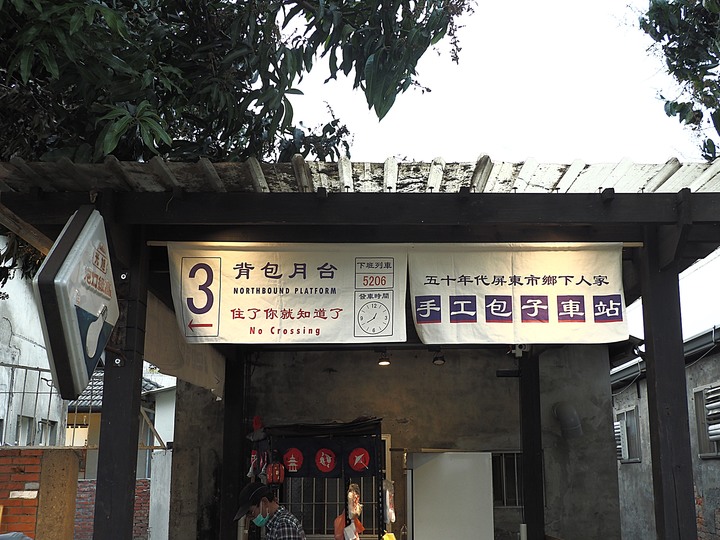 3
背包月台
NORTHBOUND PLATFORM
住了你就知道了
No Crossing
下班列車
5206
發車時間
五十年代屏東市鄉下人家
手工包子車站